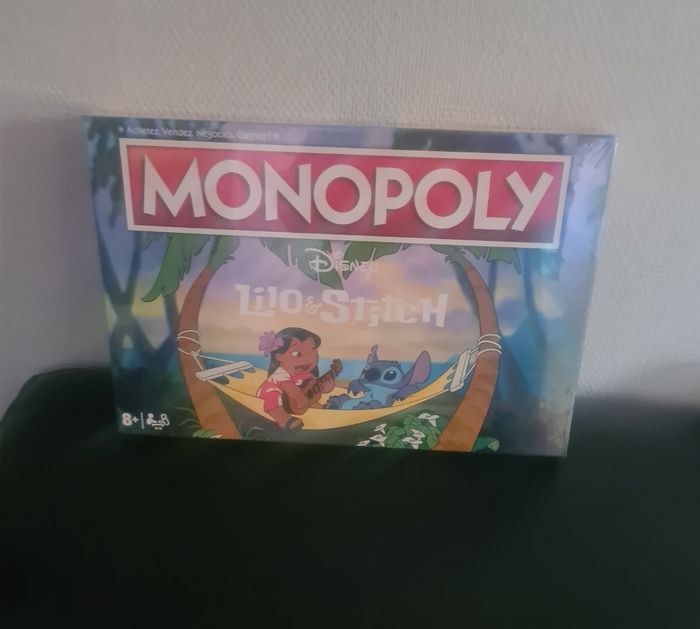 Achetez. Vendez. Négociez. Gagnez !
MONOPOLY
Disney
Lilo & Stitch
8+